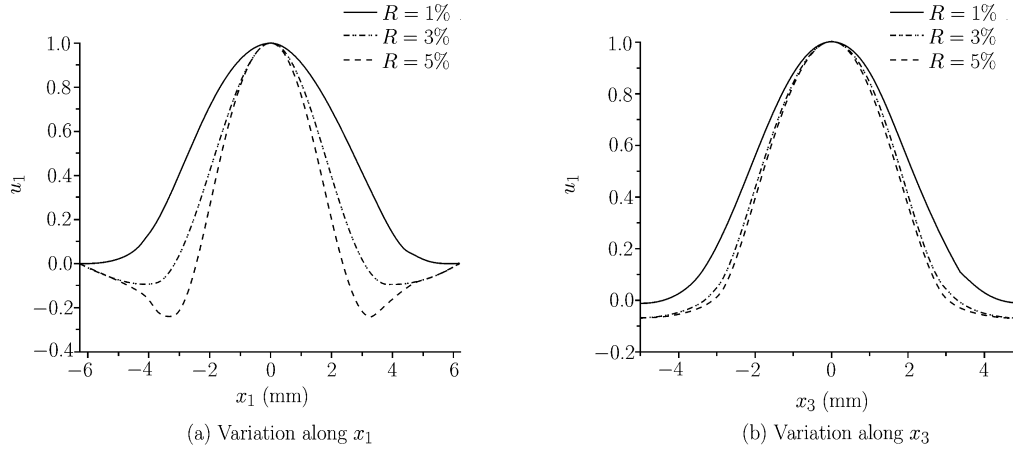 R = 1%
R = 3%
R = 5%
1.0
0.8
0.6
0.4
0.2
0.0
−0.2
−0.4
u1
−6 −4 −2 0 2 4 6
x1 (mm)
(a) Variation along x1
R = 1%
R = 3%
R = 5%
1.0
0.8
0.6
0.4
0.2
0.0
−0.2
u1
−4 −2 0 2 4
x3 (mm)
(b) Variation along x3